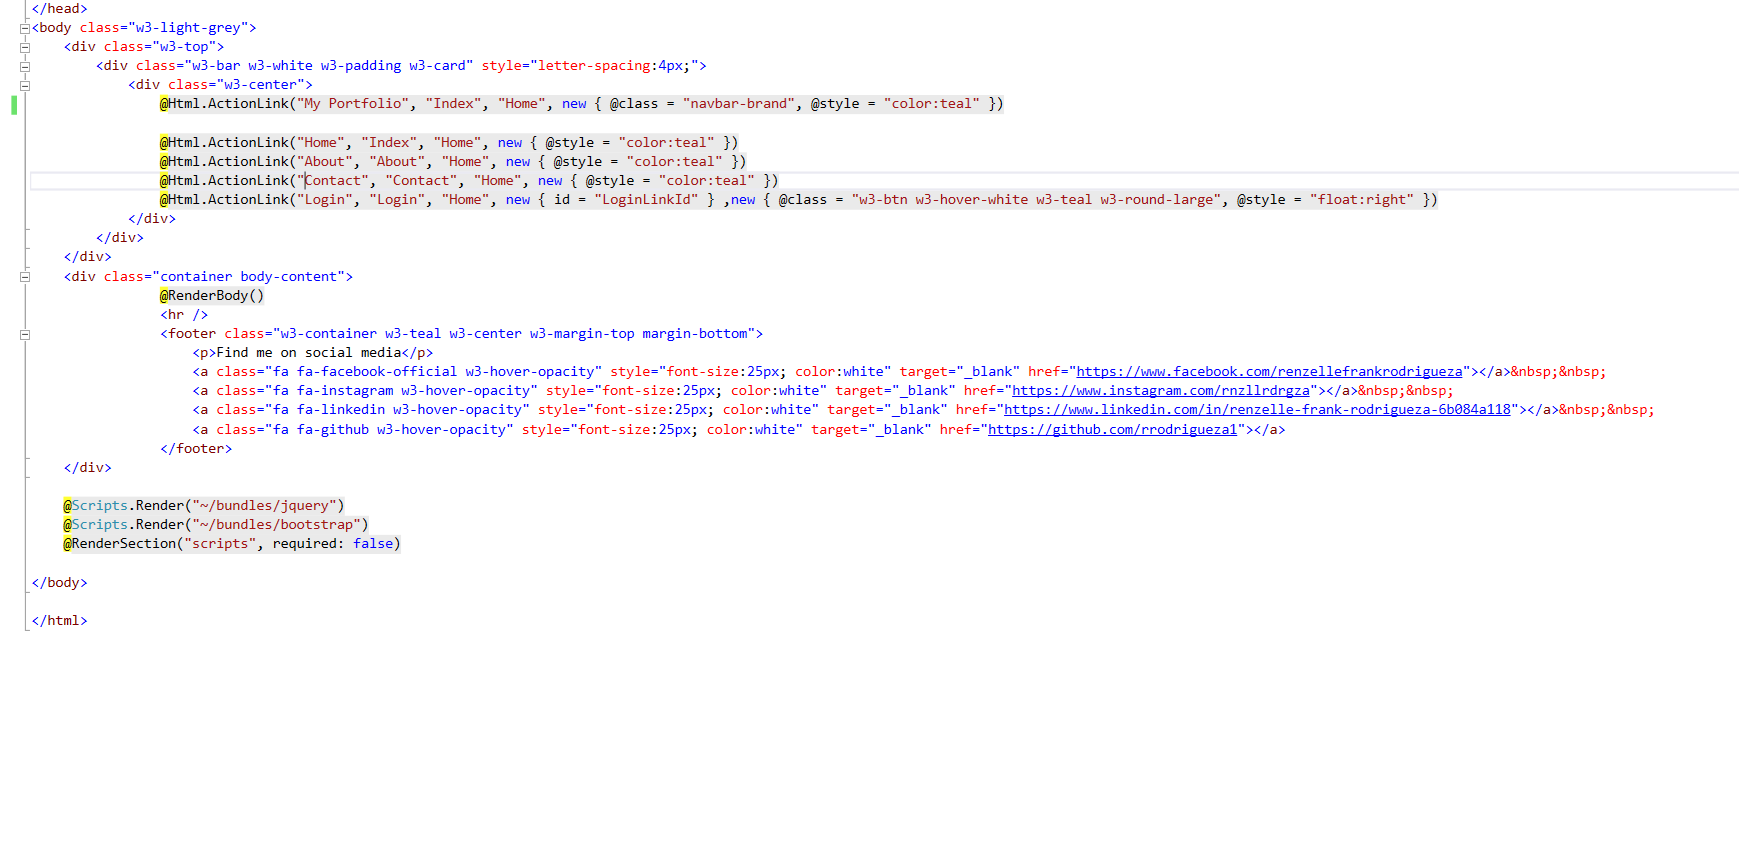 </head>
<body class="w3-light-grey">
<div class="w3-top">
<div class="w3-bar w3-white w3-padding w3-card" style="letter-spacing:4px;">
<div class="w3-center">
@Html.ActionLink("My Portfolio", "Index", "Home", new { @class = "navbar-brand", @style = "color:teal" })
@Html.ActionLink("Home", "Index", "Home", new { @style = "color:teal" })
@Html.ActionLink("About", "About", "Home", new { @style = "color:teal" })
@Html.ActionLink("Contact", "Contact", "Home", new { @style = "color:teal" })
@Html.ActionLink("Login", "Login", "Home", new { id = "LoginLinkId" } ,new { @class = "w3-btn w3-hover-white w3-teal w3-round-large", @style = "float:right" })
</div>
</div>
</div>
<div class="container body-content">
@RenderBody()
<hr />
<footer class="w3-container w3-teal w3-center w3-margin-top margin-bottom">
<p>Find me on social media</p>
<a class="fa fa-facebook-official w3-hover-opacity" style="font-size:25px; color:white" target="_blank" href="https://www.facebook.com/renzellefrankrodrigueza"></a>&nbsp;&nbsp;
<a class="fa fa-instagram w3-hover-opacity" style="font-size:25px; color:white" target="_blank" href="https://www.instagram.com/rnzllrdrgza"></a>&nbsp;&nbsp;
<a class="fa fa-linkedin w3-hover-opacity" style="font-size:25px; color:white" target="_blank" href="https://www.linkedin.com/in/renzelle-frank-rodrigueza-6b084a118"></a>&nbsp;&nbsp;
<a class="fa fa-github w3-hover-opacity" style="font-size:25px; color:white" target="_blank" href="https://github.com/rrodrigueza1"></a>
</footer>
</div>
@Scripts.Render("~/bundles/jquery")
@Scripts.Render("~/bundles/bootstrap")
@RenderSection("scripts", required: false)
</body>
</html>